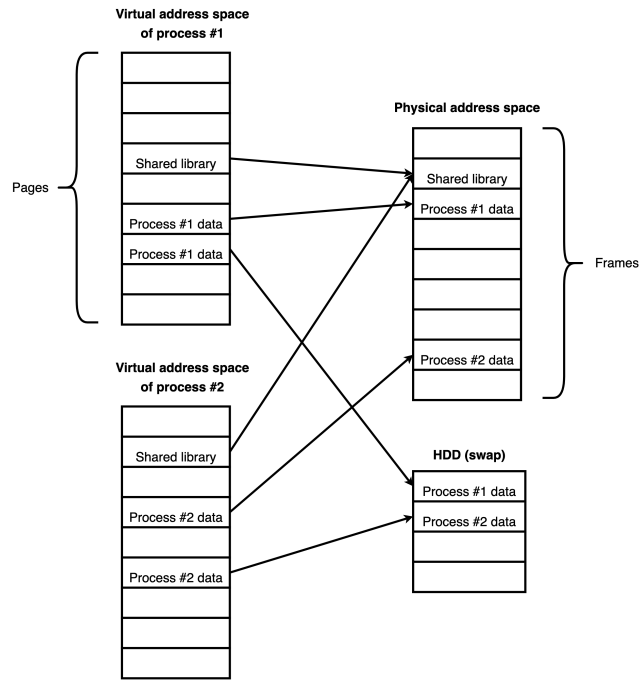 Virtual address space
of process #1
Pages
Shared library
Process #1 data
Process #1 data
Physical address space
Shared library
Process #1 data
Process #2 data
Frames
Virtual address space
of process #2
Shared library
Process #2 data
Process #2 data
HDD (swap)
Process #1 data
Process #2 data